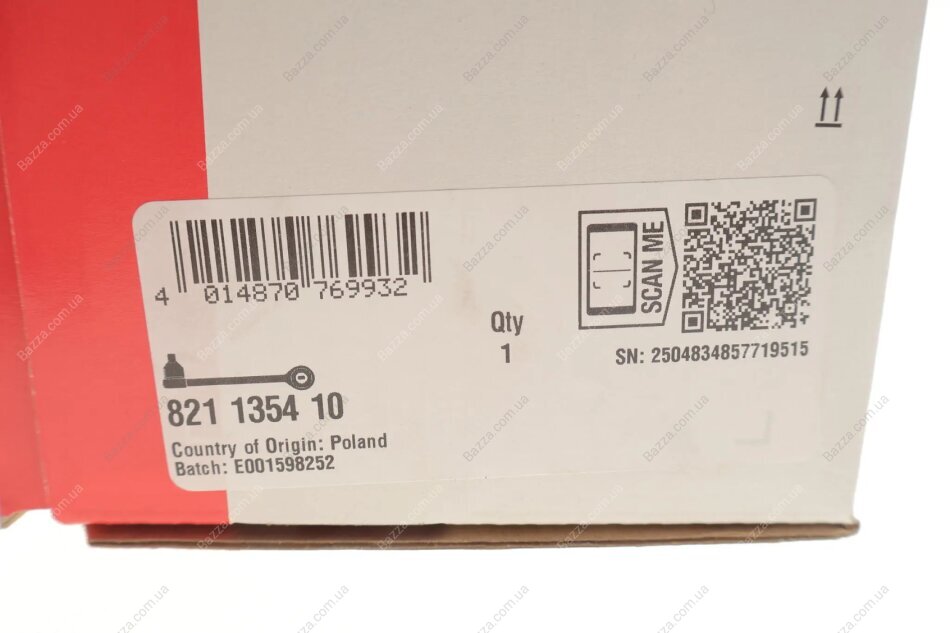 4 014870 769932
SCAN ME
Qty
1
SN: 2504834857719515
821 1354 10
Country of Origin: Poland
Batch: E001598252
Bazza.com.ua